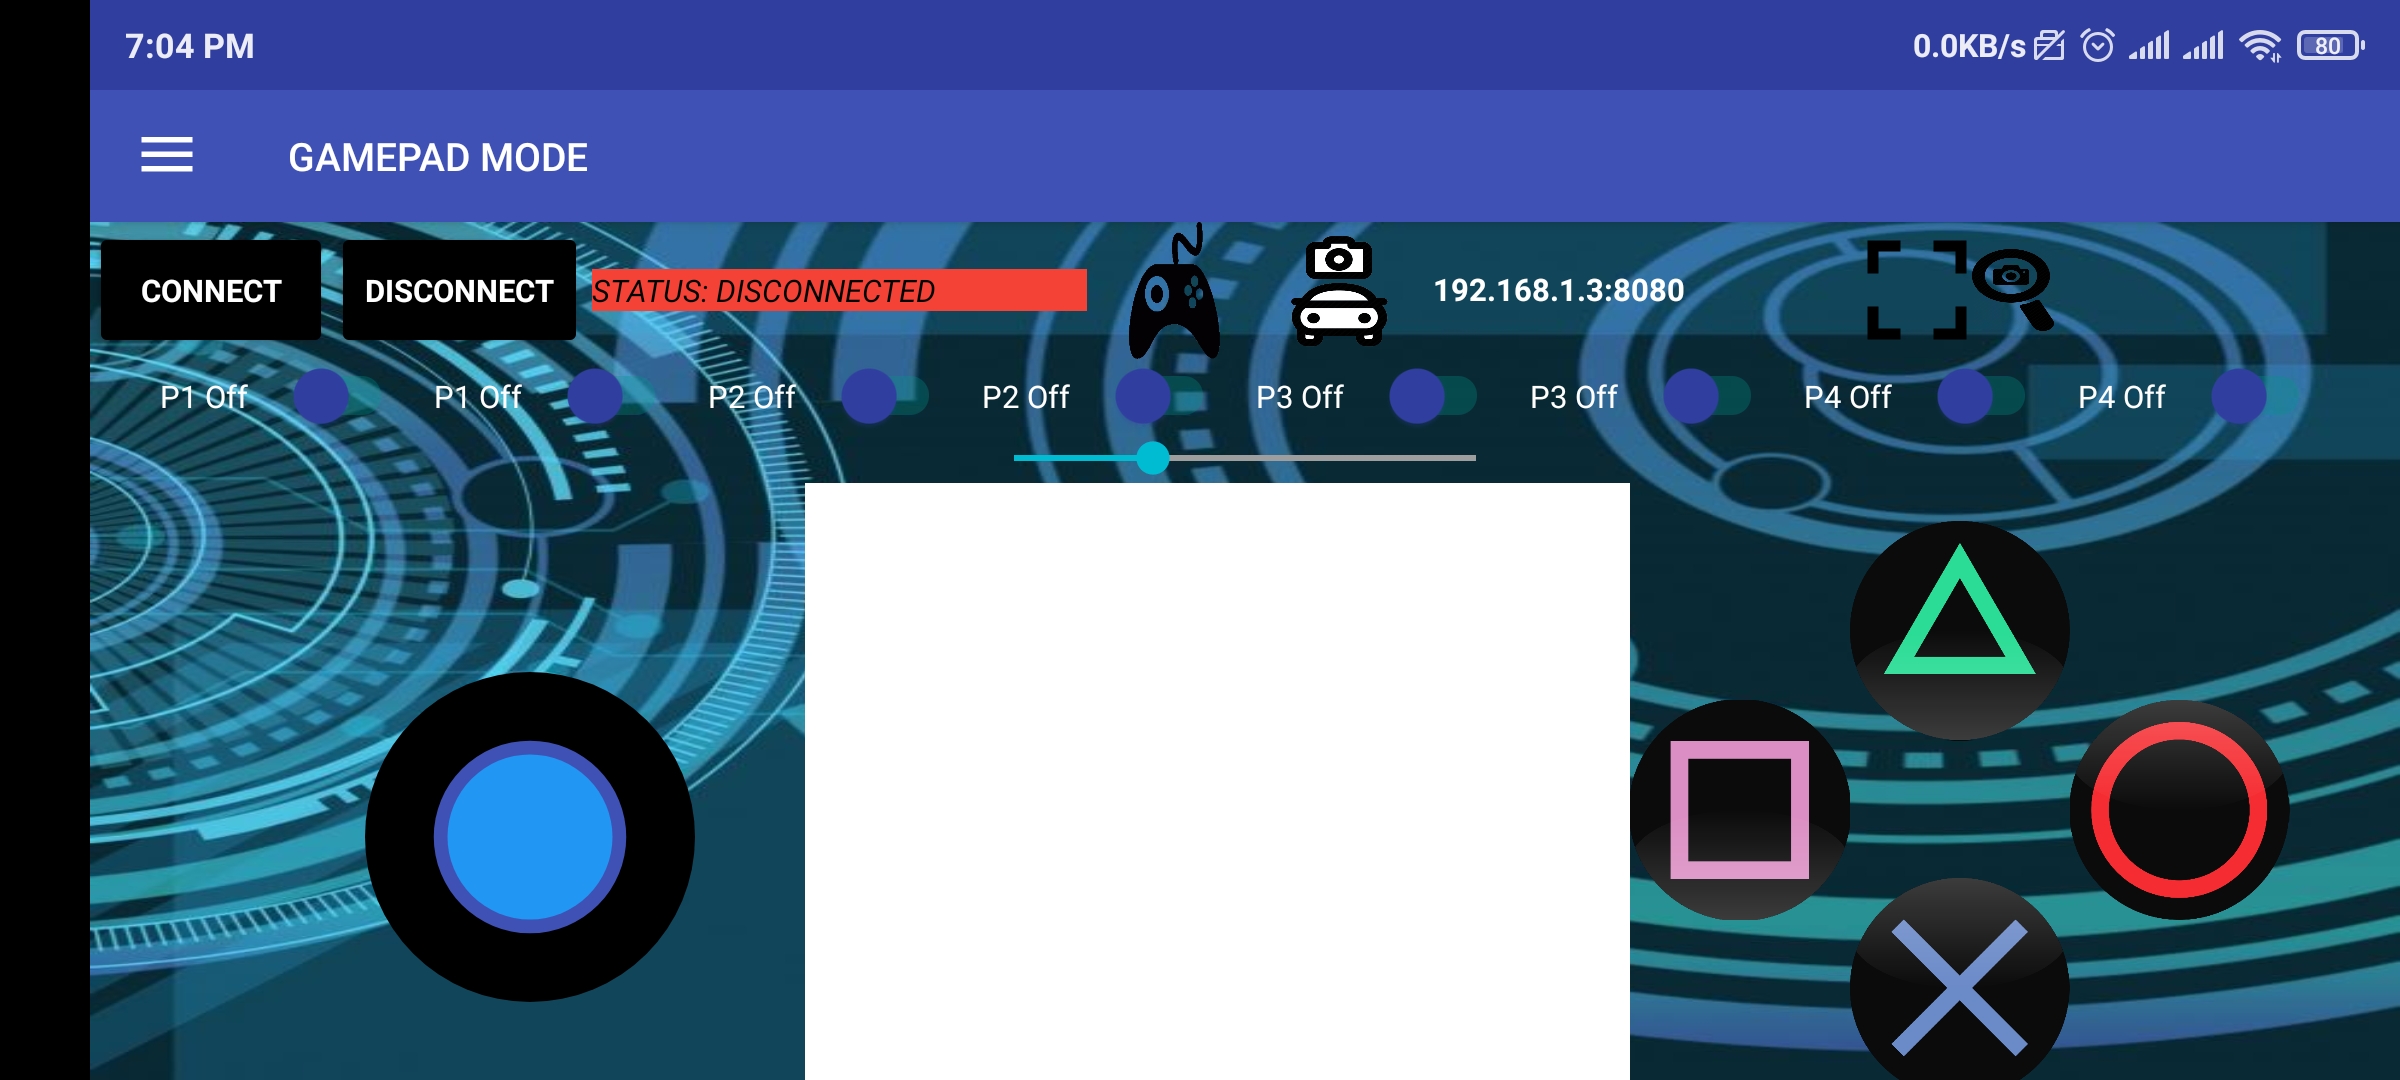 7:04 PM
0.0KB/s
80
GAMEPAD MODE
CONNECT
DISCONNECT
STATUS: DISCONNECTED
192.168.1.3:8080
P1 Off
P1 Off
P2 Off
P2 Off
P3 Off
P3 Off
P4 Off
P4 Off